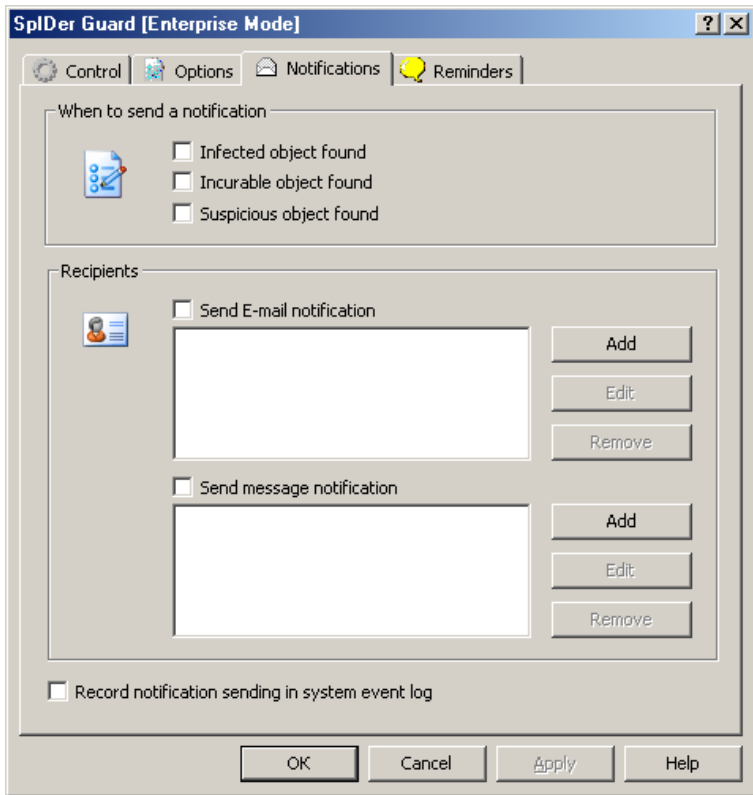 SpIDer Guard [Enterprise Mode]
Control
Options
Notifications
Reminders
When to send a notification
Infected object found
Incurable object found
Suspicious object found
Recipients
Send E-mail notification
Add
Edit
Remove
Send message notification
Add
Edit
Remove
Record notification sending in system event log
OK
Cancel
Apply
Help